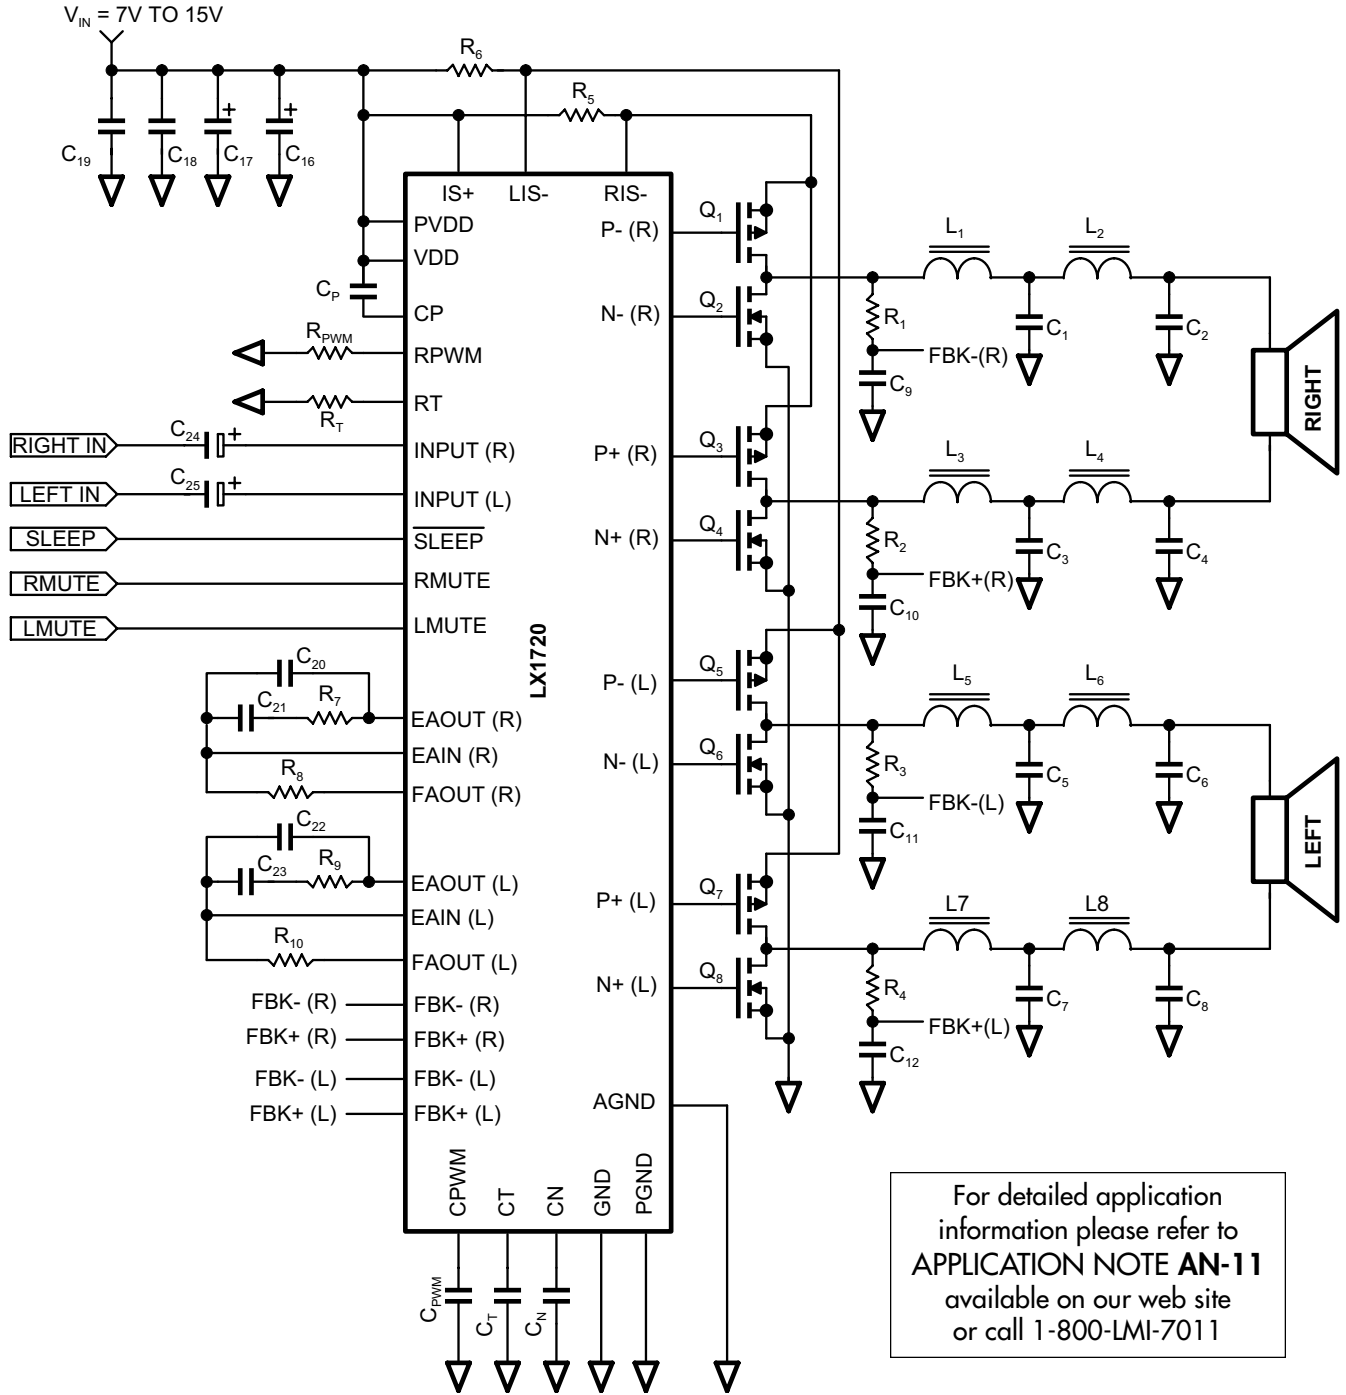 V_IN = 7V TO 15V
R6
R5
C19
C18
+
C17
+
C16
IS+
LIS-
RIS-
PVDD
VDD
CP
CP
RPWM
RPWM
RT
RT
RIGHT IN
C24
+
INPUT (R)
LEFT IN
C25
+
INPUT (L)
SLEEP
SLEEP
RMUTE
RMUTE
LMUTE
LMUTE
LX1720
C20
C21
R7
EAOUT (R)
EAIN (R)
R8
FAOUT (R)
C22
C23
R9
EAOUT (L)
EAIN (L)
R10
FAOUT (L)
FBK- (R)
FBK- (R)
FBK+ (R)
FBK+ (R)
FBK- (L)
FBK- (L)
FBK+ (L)
FBK+ (L)
CPWM
CT
CN
GND
PGND
CPWM
CT
CN
P- (R)
Q1
N- (R)
Q2
P+ (R)
Q3
N+ (R)
Q4
P- (L)
Q5
N- (L)
Q6
P+ (L)
Q7
N+ (L)
Q8
AGND
L1
L2
R1
C1
C2
FBK-(R)
C9
RIGHT
L3
L4
R2
C3
C4
FBK+(R)
C10
L5
L6
R3
C5
C6
FBK-(L)
C11
LEFT
L7
L8
R4
C7
C8
FBK+(L)
C12
For detailed application
information please refer to
APPLICATION NOTE AN-11
available on our web site
or call 1-800-LMI-7011